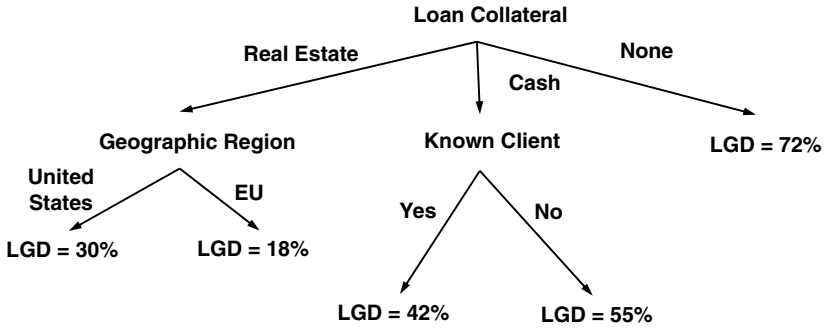 Loan Collateral
Real Estate
None
Cash
Geographic Region
Known Client
LGD = 72%
United
States
EU
Yes
No
LGD = 30%
LGD = 18%
LGD = 42%
LGD = 55%